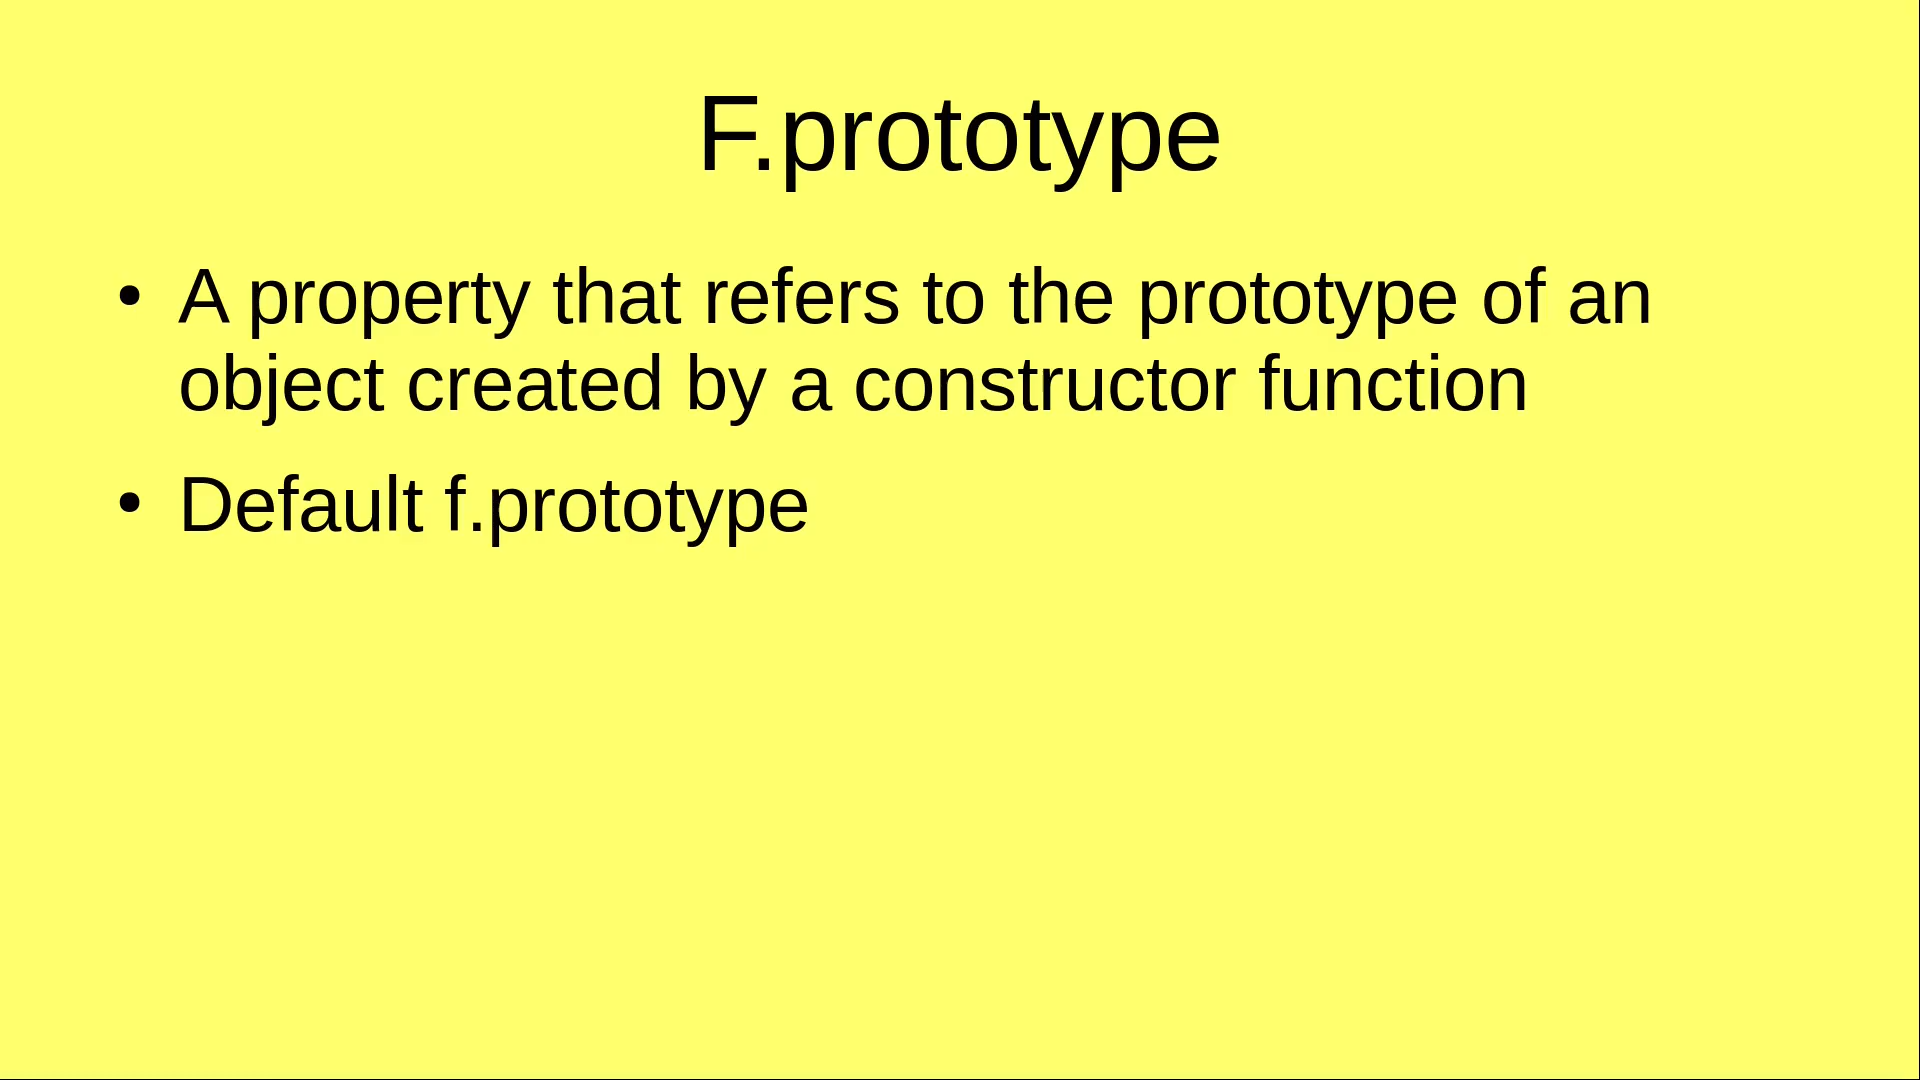 F.prototype
• A property that refers to the prototype of an
object created by a constructor function
• Default f.prototype